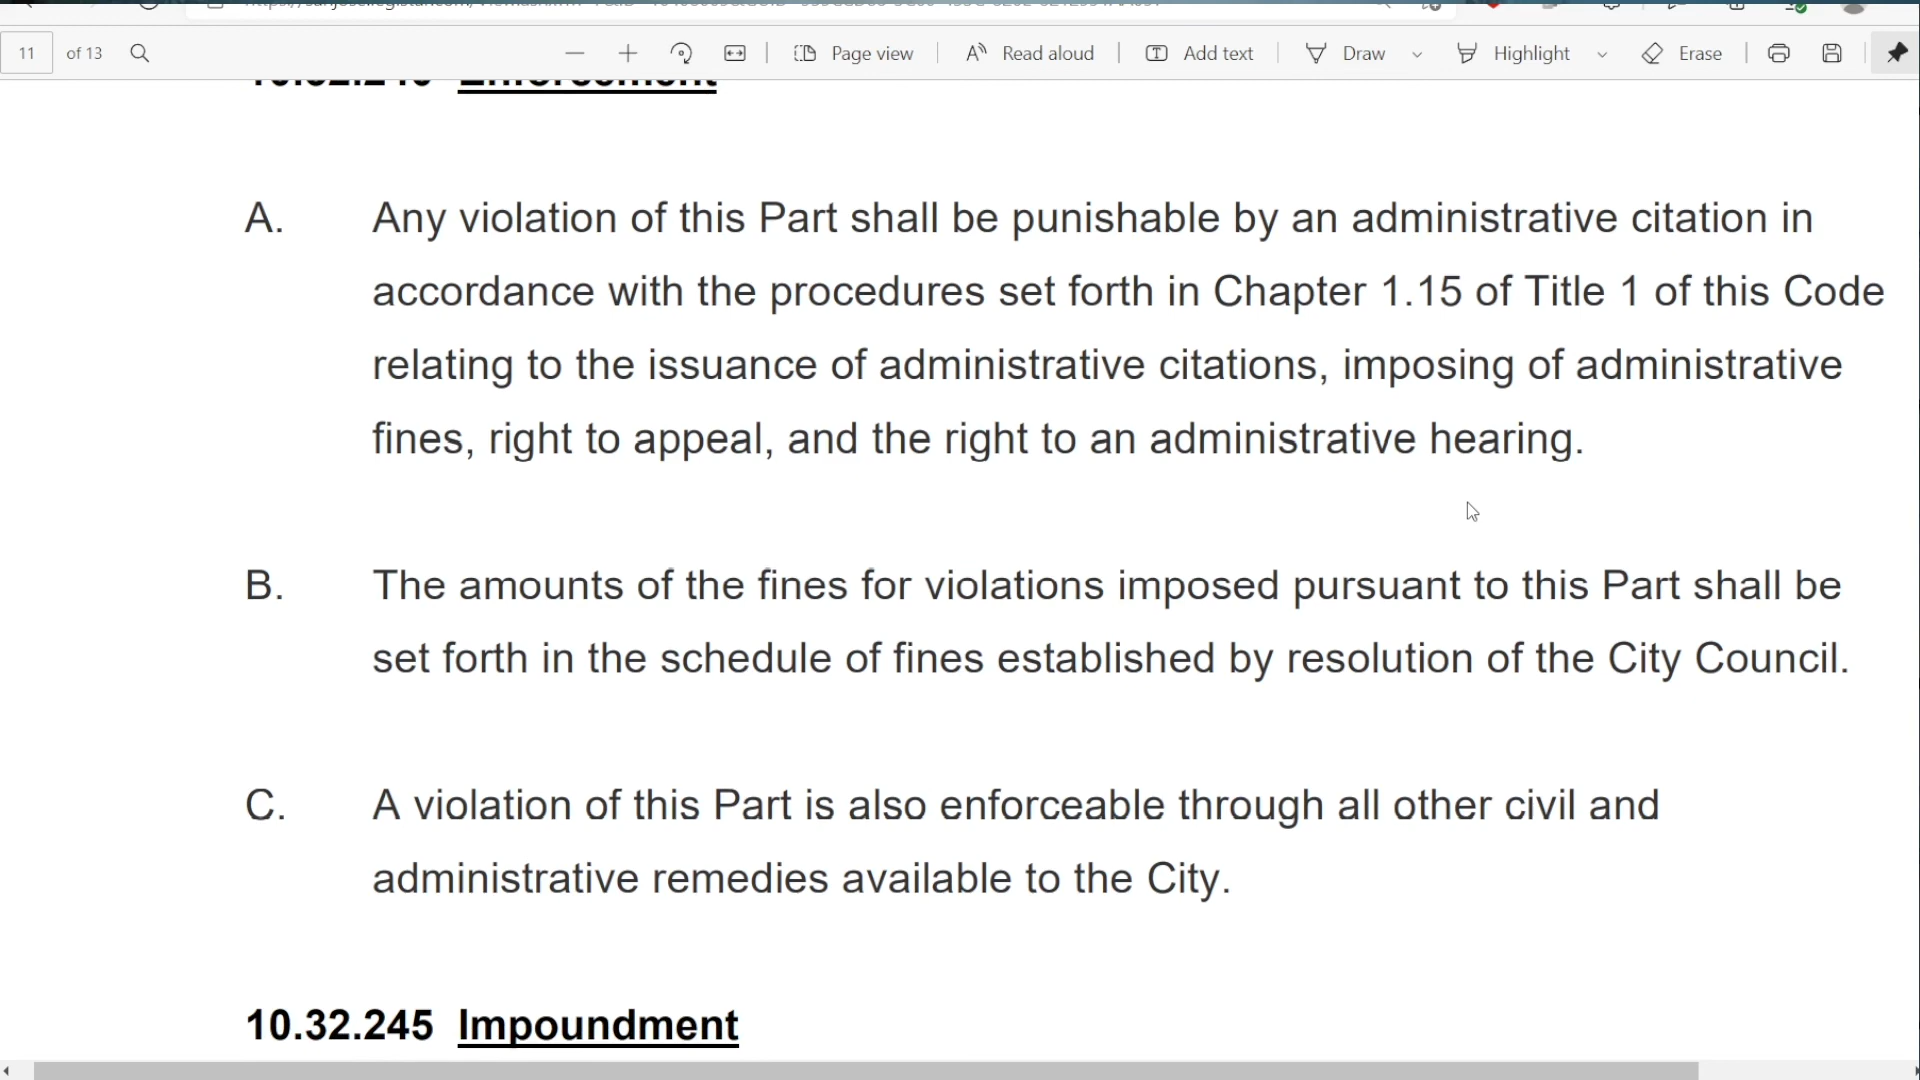 11 of 13 Page view Read aloud Add text Draw Highlight Erase
10.32.240 Enforcement
A. Any violation of this Part shall be punishable by an administrative citation in
accordance with the procedures set forth in Chapter 1.15 of Title 1 of this Code
relating to the issuance of administrative citations, imposing of administrative
fines, right to appeal, and the right to an administrative hearing.
B. The amounts of the fines for violations imposed pursuant to this Part shall be
set forth in the schedule of fines established by resolution of the City Council.
C. A violation of this Part is also enforceable through all other civil and
administrative remedies available to the City.
10.32.245 Impoundment